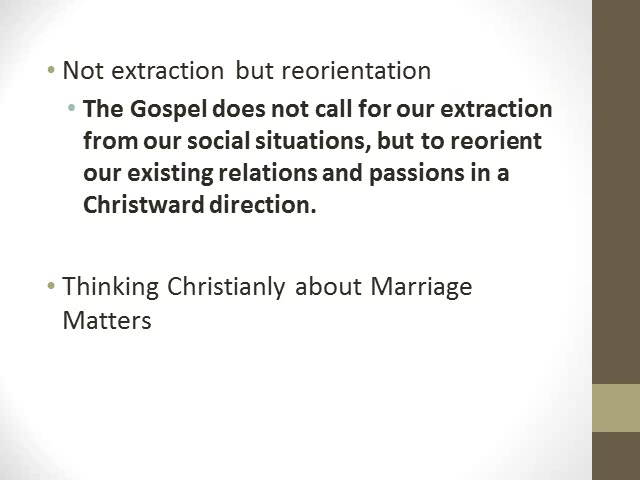 • Not extraction but reorientation
• The Gospel does not call for our extraction
from our social situations, but to reorient
our existing relations and passions in a
Christward direction.
• Thinking Christianly about Marriage
Matters